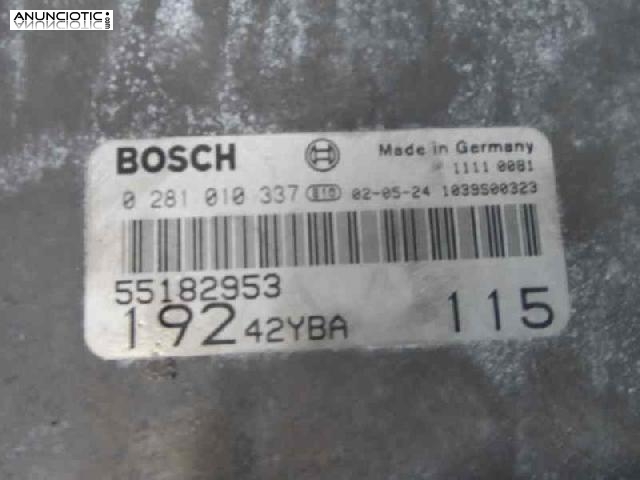 ANUNCIOTIC.com
BOSCH Made in Germany
1111 0081
0 281 010 337 02-05-24 1039S00323
55182953
192 42YBA 115